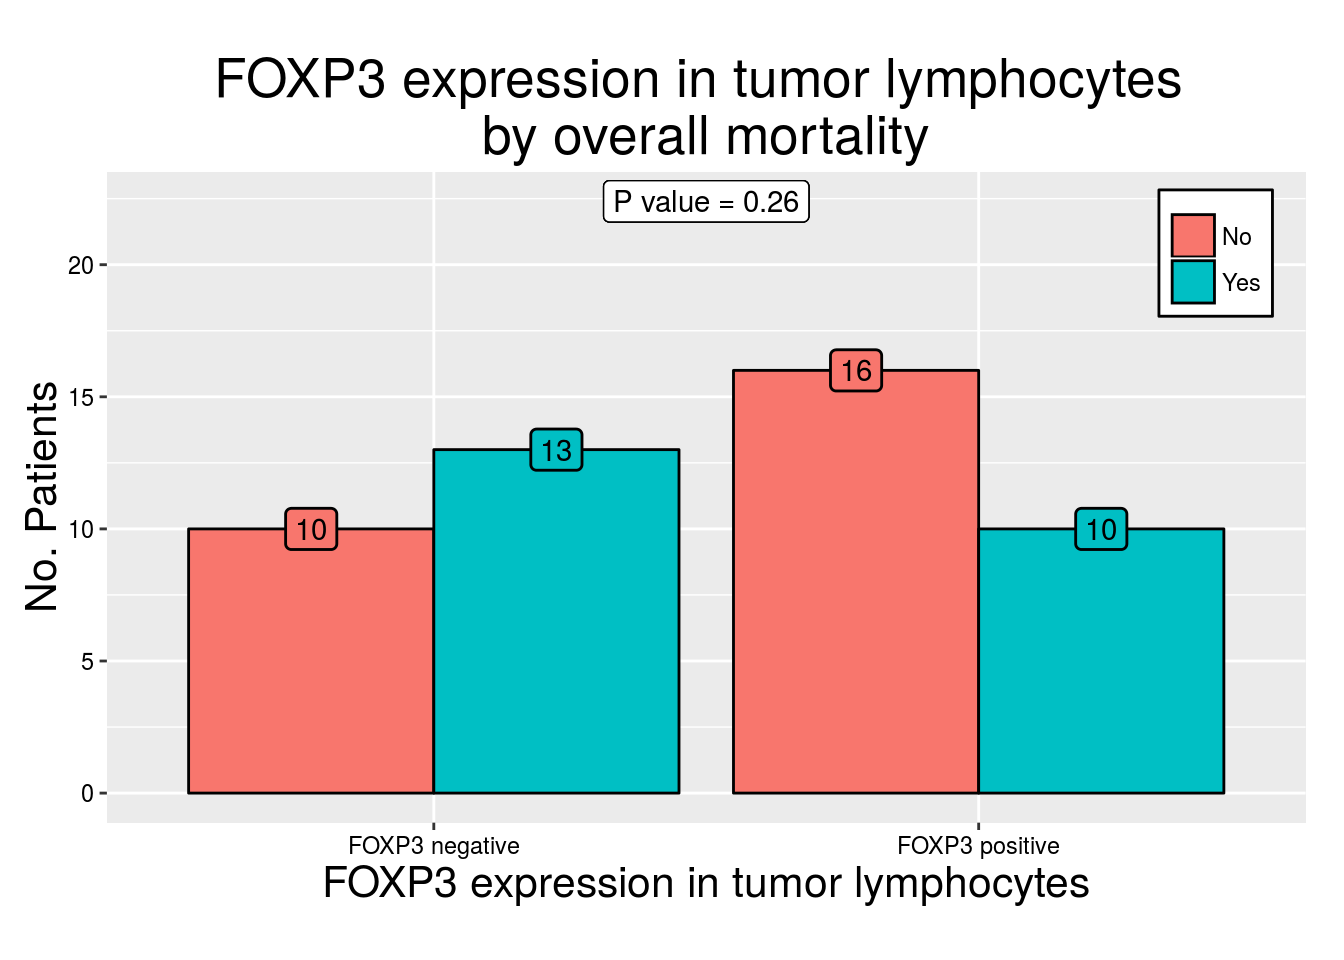 FOXP3 expression in tumor lymphocytes
by overall mortality
P value = 0.26
No
Yes
No. Patients
20
15
10
5
0
10
13
16
10
FOXP3 negative
FOXP3 positive
FOXP3 expression in tumor lymphocytes